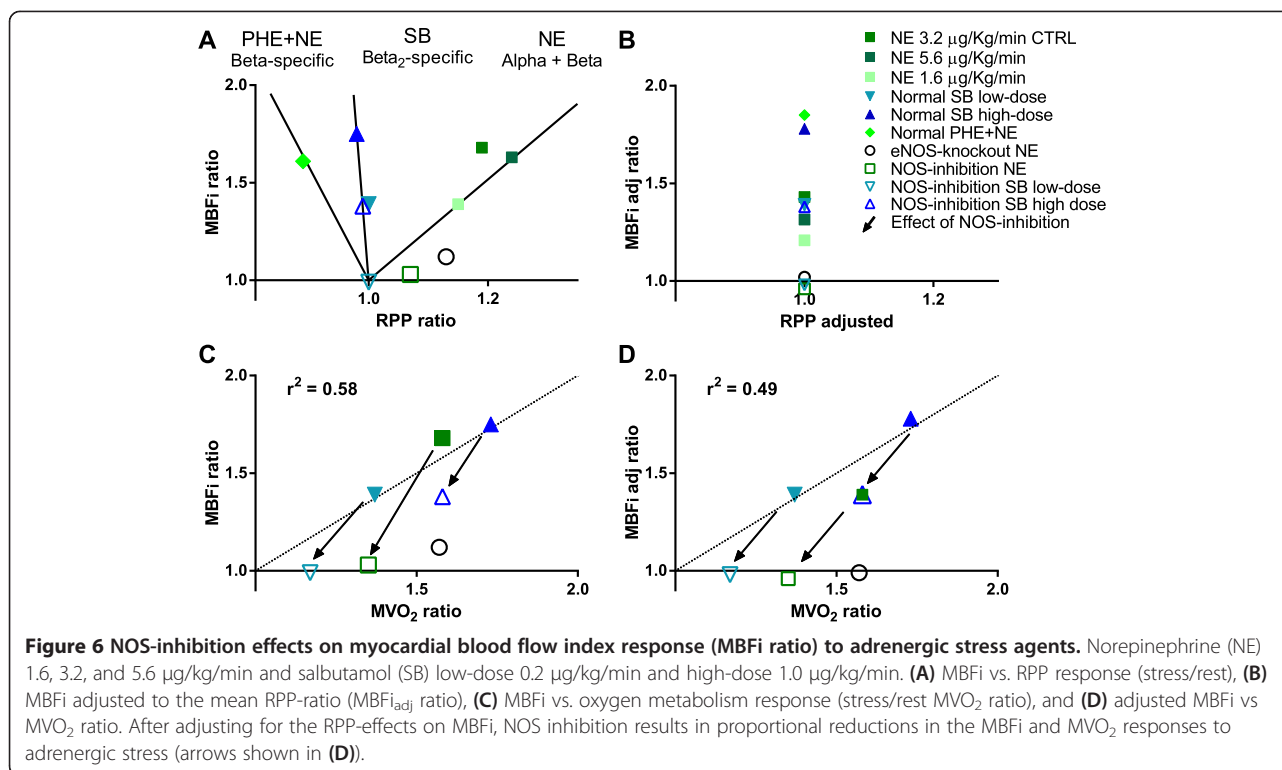 A
PHE+NE
Beta-specific
SB
Beta₂-specific
NE
Alpha + Beta
MBFi ratio
2.0
1.5
1.0
1.0
1.2
RPP ratio
B
MBFi adj ratio
2.0
1.5
1.0
1.0
1.2
RPP adjusted
NE 3.2 µg/Kg/min CTRL
NE 5.6 µg/Kg/min
NE 1.6 µg/Kg/min
Normal SB low-dose
Normal SB high-dose
Normal PHE+NE
eNOS-knockout NE
NOS-inhibition NE
NOS-inhibition SB low-dose
NOS-inhibition SB high dose
Effect of NOS-inhibition
C
r² = 0.58
MBFi ratio
2.0
1.5
1.0
1.5
2.0
MVO₂ ratio
D
r² = 0.49
MBFi adj ratio
2.0
1.5
1.0
1.5
2.0
MVO₂ ratio
Figure 6 NOS-inhibition effects on myocardial blood flow index response (MBFi ratio) to adrenergic stress agents. Norepinephrine (NE)
1.6, 3.2, and 5.6 µg/kg/min and salbutamol (SB) low-dose 0.2 µg/kg/min and high-dose 1.0 µg/kg/min. (A) MBFi vs. RPP response (stress/rest), (B)
MBFi adjusted to the mean RPP-ratio (MBFiadj ratio), (C) MBFi vs. oxygen metabolism response (stress/rest MVO₂ ratio), and (D) adjusted MBFi vs
MVO₂ ratio. After adjusting for the RPP-effects on MBFi, NOS inhibition results in proportional reductions in the MBFi and MVO₂ responses to
adrenergic stress (arrows shown in (D)).